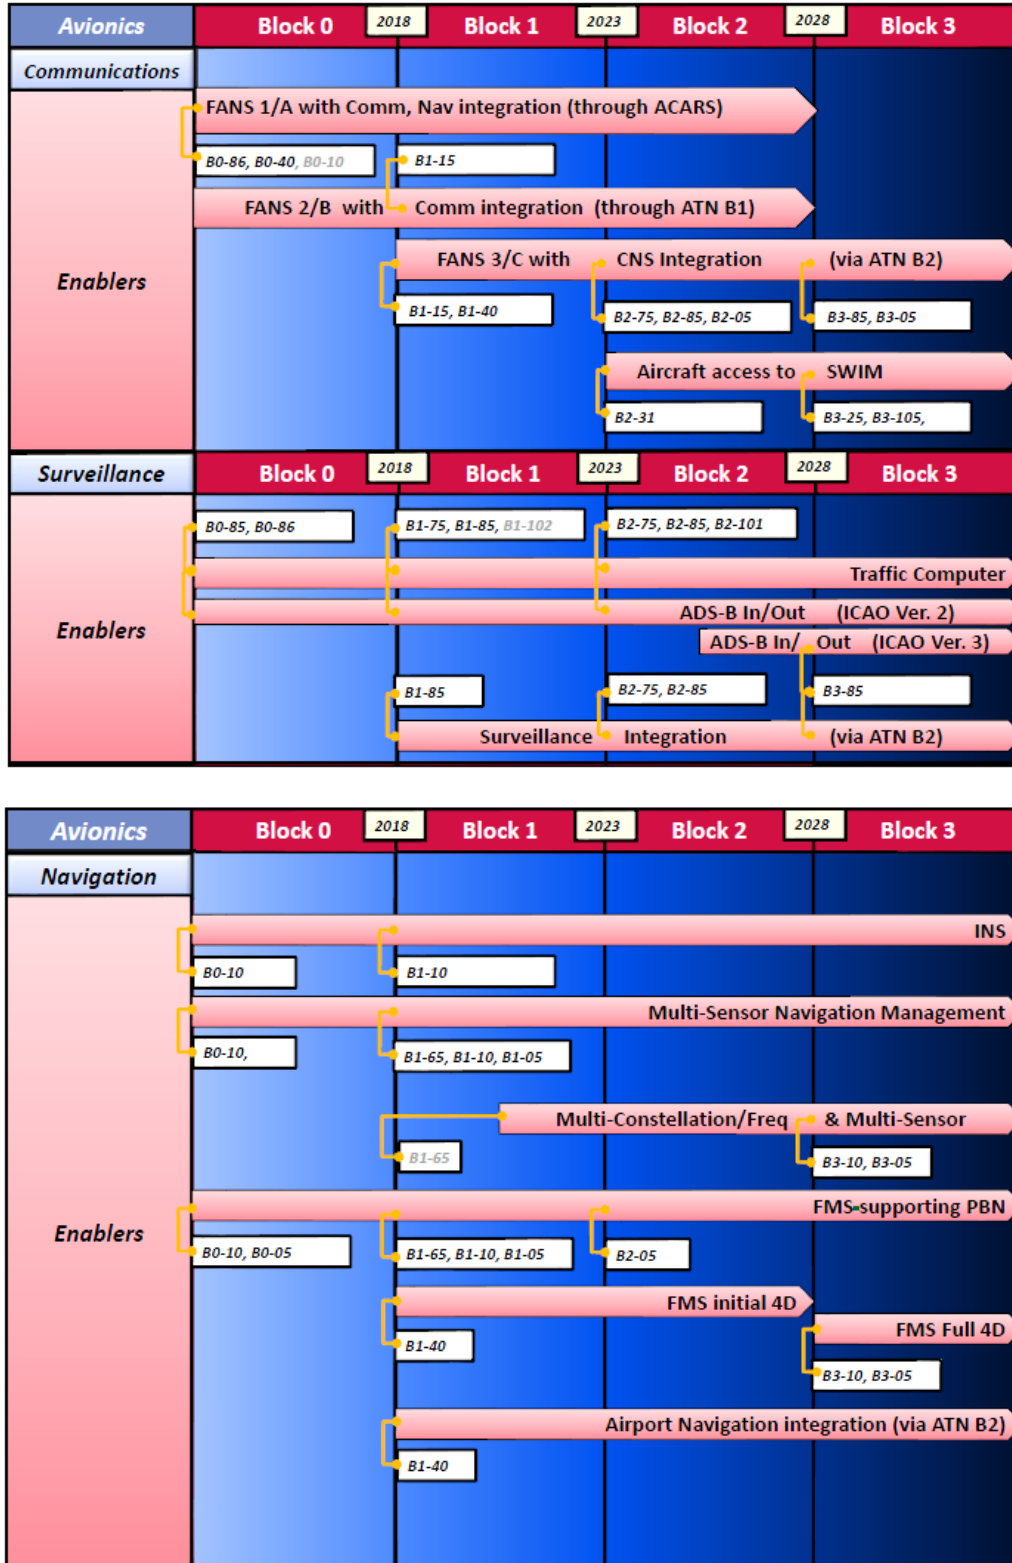 Avionics Block 0 2018 Block 1 2023 Block 2 2028 Block 3
Communications
FANS 1/A with Comm, Nav integration (through ACARS)
B0-86, B0-40, B0-10 B1-15
FANS 2/B with Comm integration (through ATN B1)
FANS 3/C with CNS Integration (via ATN B2)
Enablers
B1-15, B1-40 B2-75, B2-85, B2-05 B3-85, B3-05
Aircraft access to SWIM
B2-31 B3-25, B3-105,
Surveillance Block 0 2018 Block 1 2023 Block 2 2028 Block 3
B0-85, B0-86 B1-75, B1-85, B1-102 B2-75, B2-85, B2-101
Traffic Computer
Enablers ADS-B In/Out (ICAO Ver. 2)
ADS-B In/ Out (ICAO Ver. 3)
B1-85 B2-75, B2-85 B3-85
Surveillance Integration (via ATN B2)
Avionics Block 0 2018 Block 1 2023 Block 2 2028 Block 3
Navigation
INS
B0-10 B1-10
Multi-Sensor Navigation Management
B0-10, B1-65, B1-10, B1-05
Multi-Constellation/Freq & Multi-Sensor
B1-65 B3-10, B3-05
FMS-supporting PBN
Enablers
B0-10, B0-05 B1-65, B1-10, B1-05 B2-05
FMS initial 4D
FMS Full 4D
B1-40
B3-10, B3-05
Airport Navigation integration (via ATN B2)
B1-40